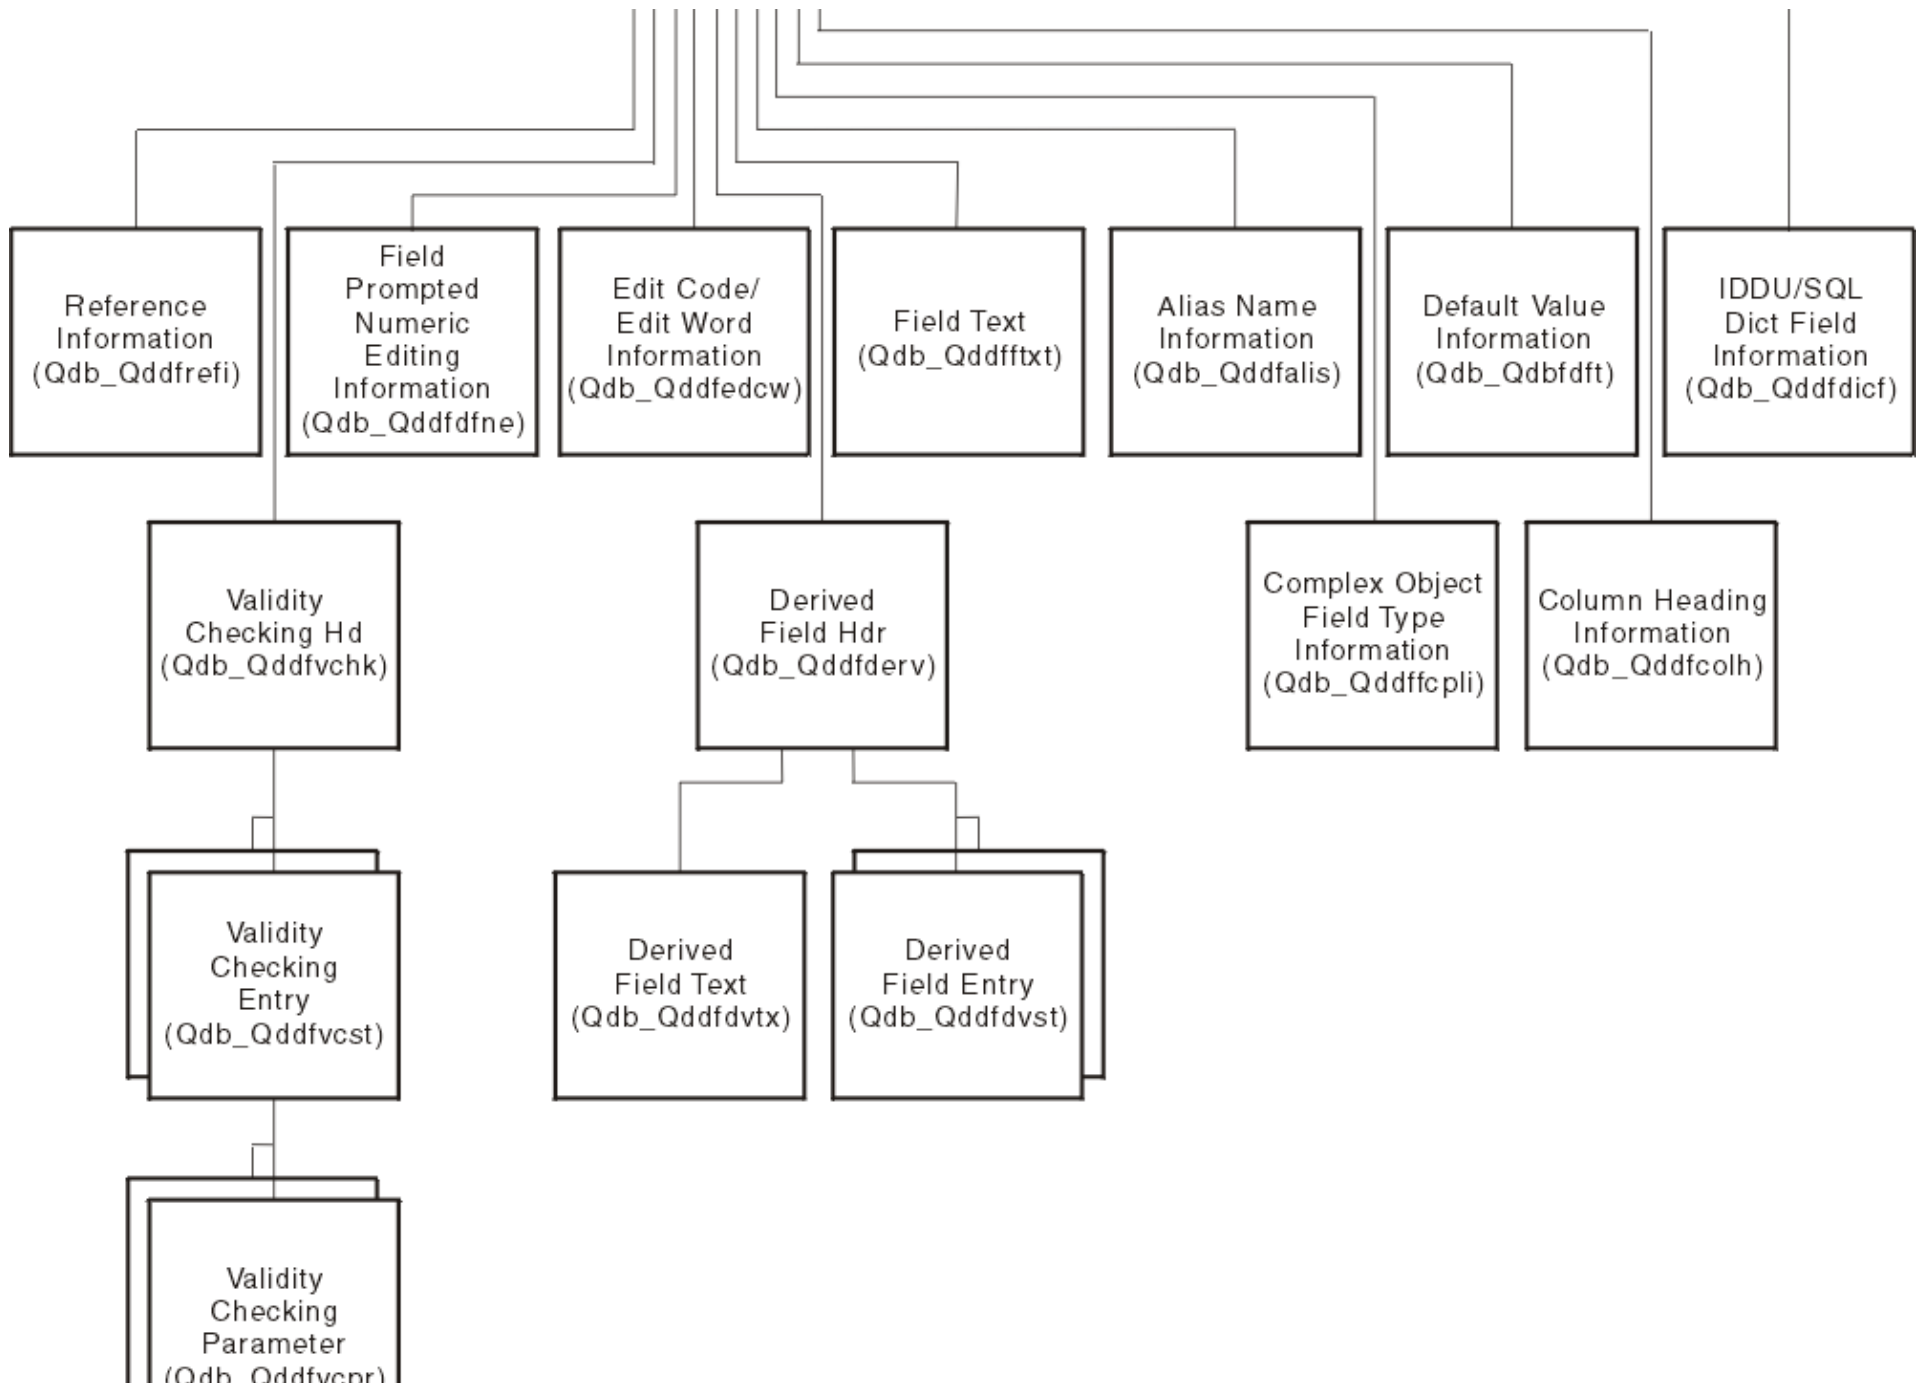 Reference
Information
(Qdb_Qddfrefi)
Field
Prompted
Numeric
Editing
Information
(Qdb_Qddfdfne)
Edit Code/
Edit Word
Information
(Qdb_Qddfedcw)
Field Text
(Qdb_Qddfftxt)
Alias Name
Information
(Qdb_Qddfalis)
Default Value
Information
(Qdb_Qdbfdft)
IDDU/SQL
Dict Field
Information
(Qdb_Qddfdicf)
Validity
Checking Hd
(Qdb_Qddfvchk)
Derived
Field Hdr
(Qdb_Qddfderv)
Complex Object
Field Type
Information
(Qdb_Qddffcpli)
Column Heading
Information
(Qdb_Qddfcolh)
Validity
Checking
Entry
(Qdb_Qddfvcst)
Derived
Field Text
(Qdb_Qddfdvtx)
Derived
Field Entry
(Qdb_Qddfdvst)
Validity
Checking
Parameter
(Qdb_Qddfvcpr)